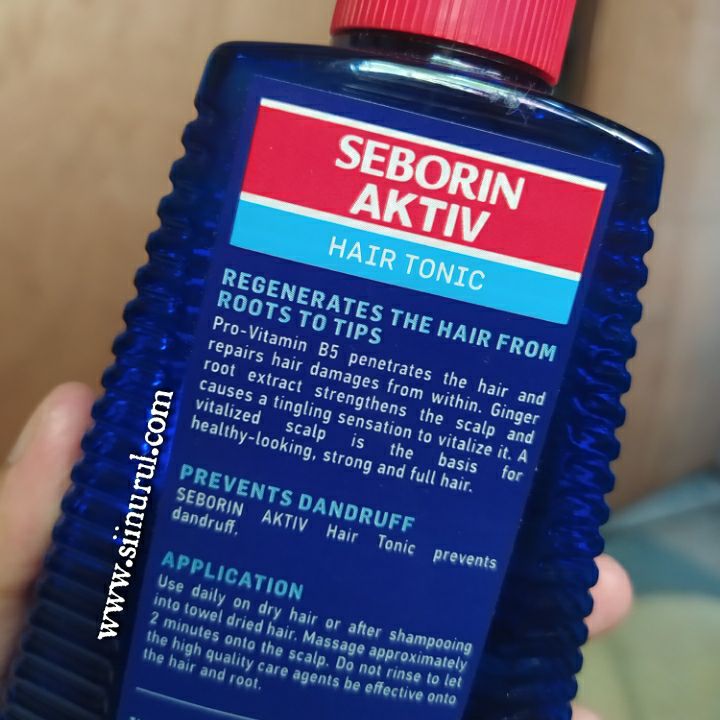 SEBORIN
AKTIV
HAIR TONIC
REGENERATES THE HAIR FROM
ROOTS TO TIPS
Pro-Vitamin B5 penetrates the hair and
repairs hair damages from within. Ginger
root extract strengthens the scalp and
causes a tingling sensation to vitalize it. A
vitalized scalp is the basis for
healthy-looking, strong and full hair.
PREVENTS DANDRUFF
SEBORIN AKTIV Hair Tonic prevents
dandruff.
APPLICATION
Use daily on dry hair or after shampooing
into towel dried hair. Massage approximately
2 minutes onto the scalp. Do not rinse to let
the high quality care agents be effective onto
the hair and root.
www.siinurul.com